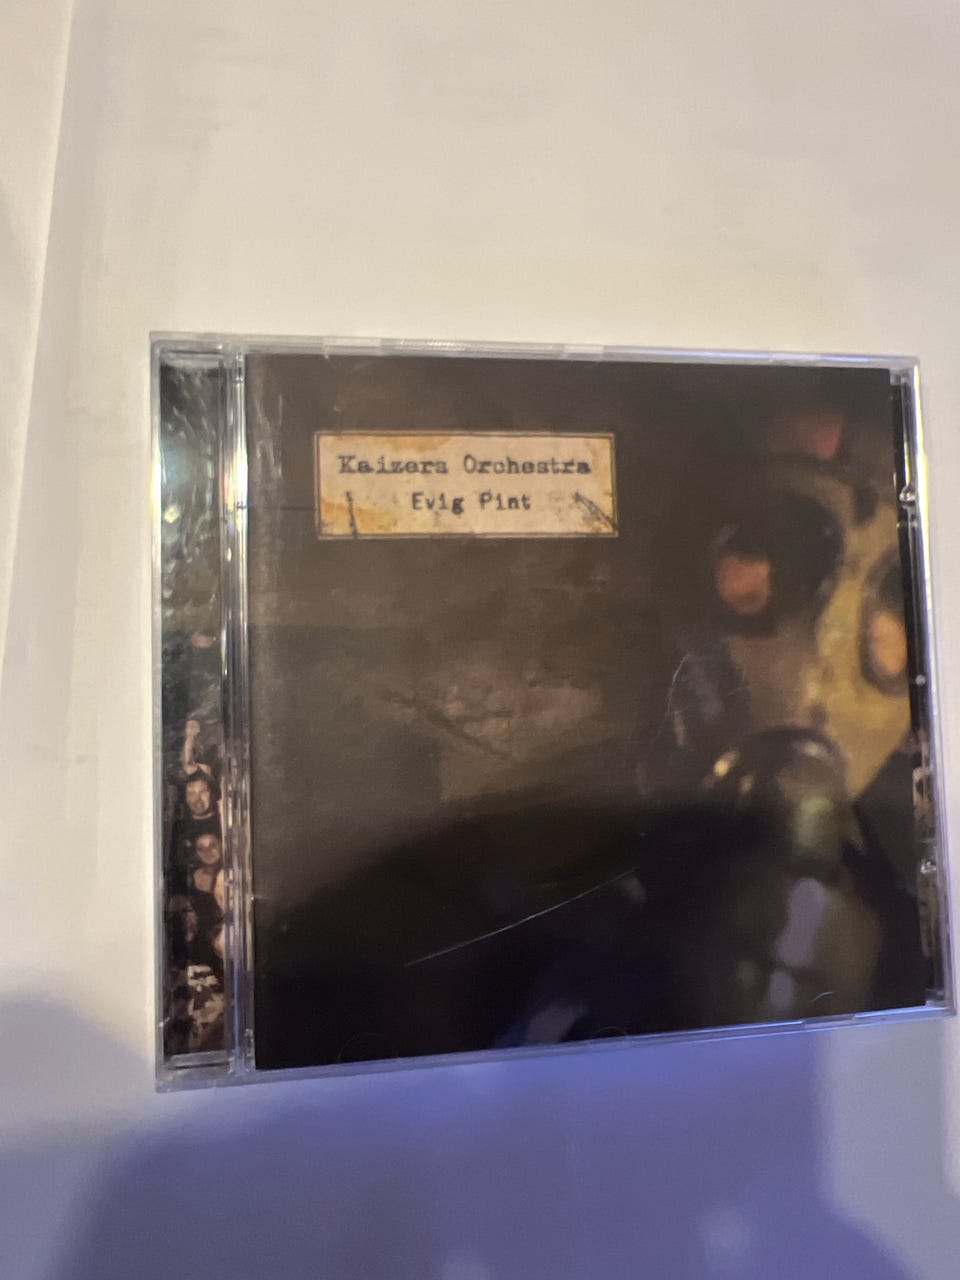 Kaizers Orchestra
Evig Pint